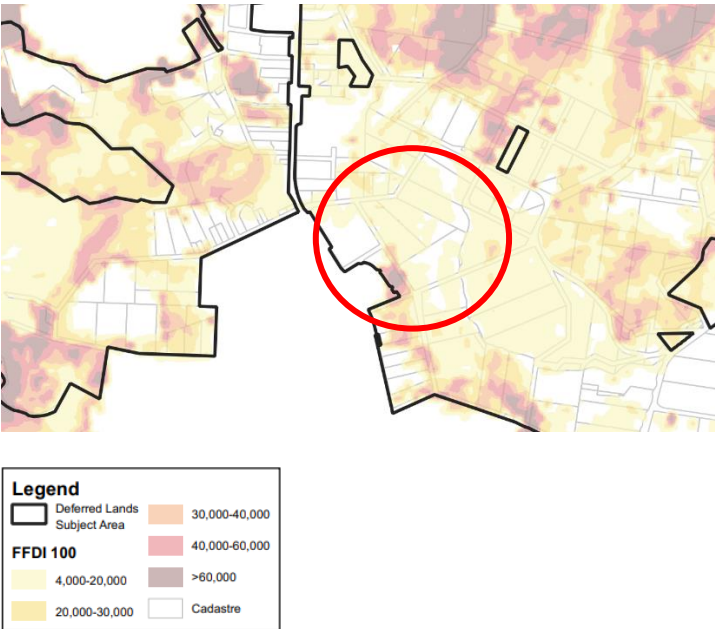 Legend
Deferred Lands
Subject Area
FFDI 100
4,000-20,000
20,000-30,000
30,000-40,000
40,000-60,000
>60,000
Cadastre